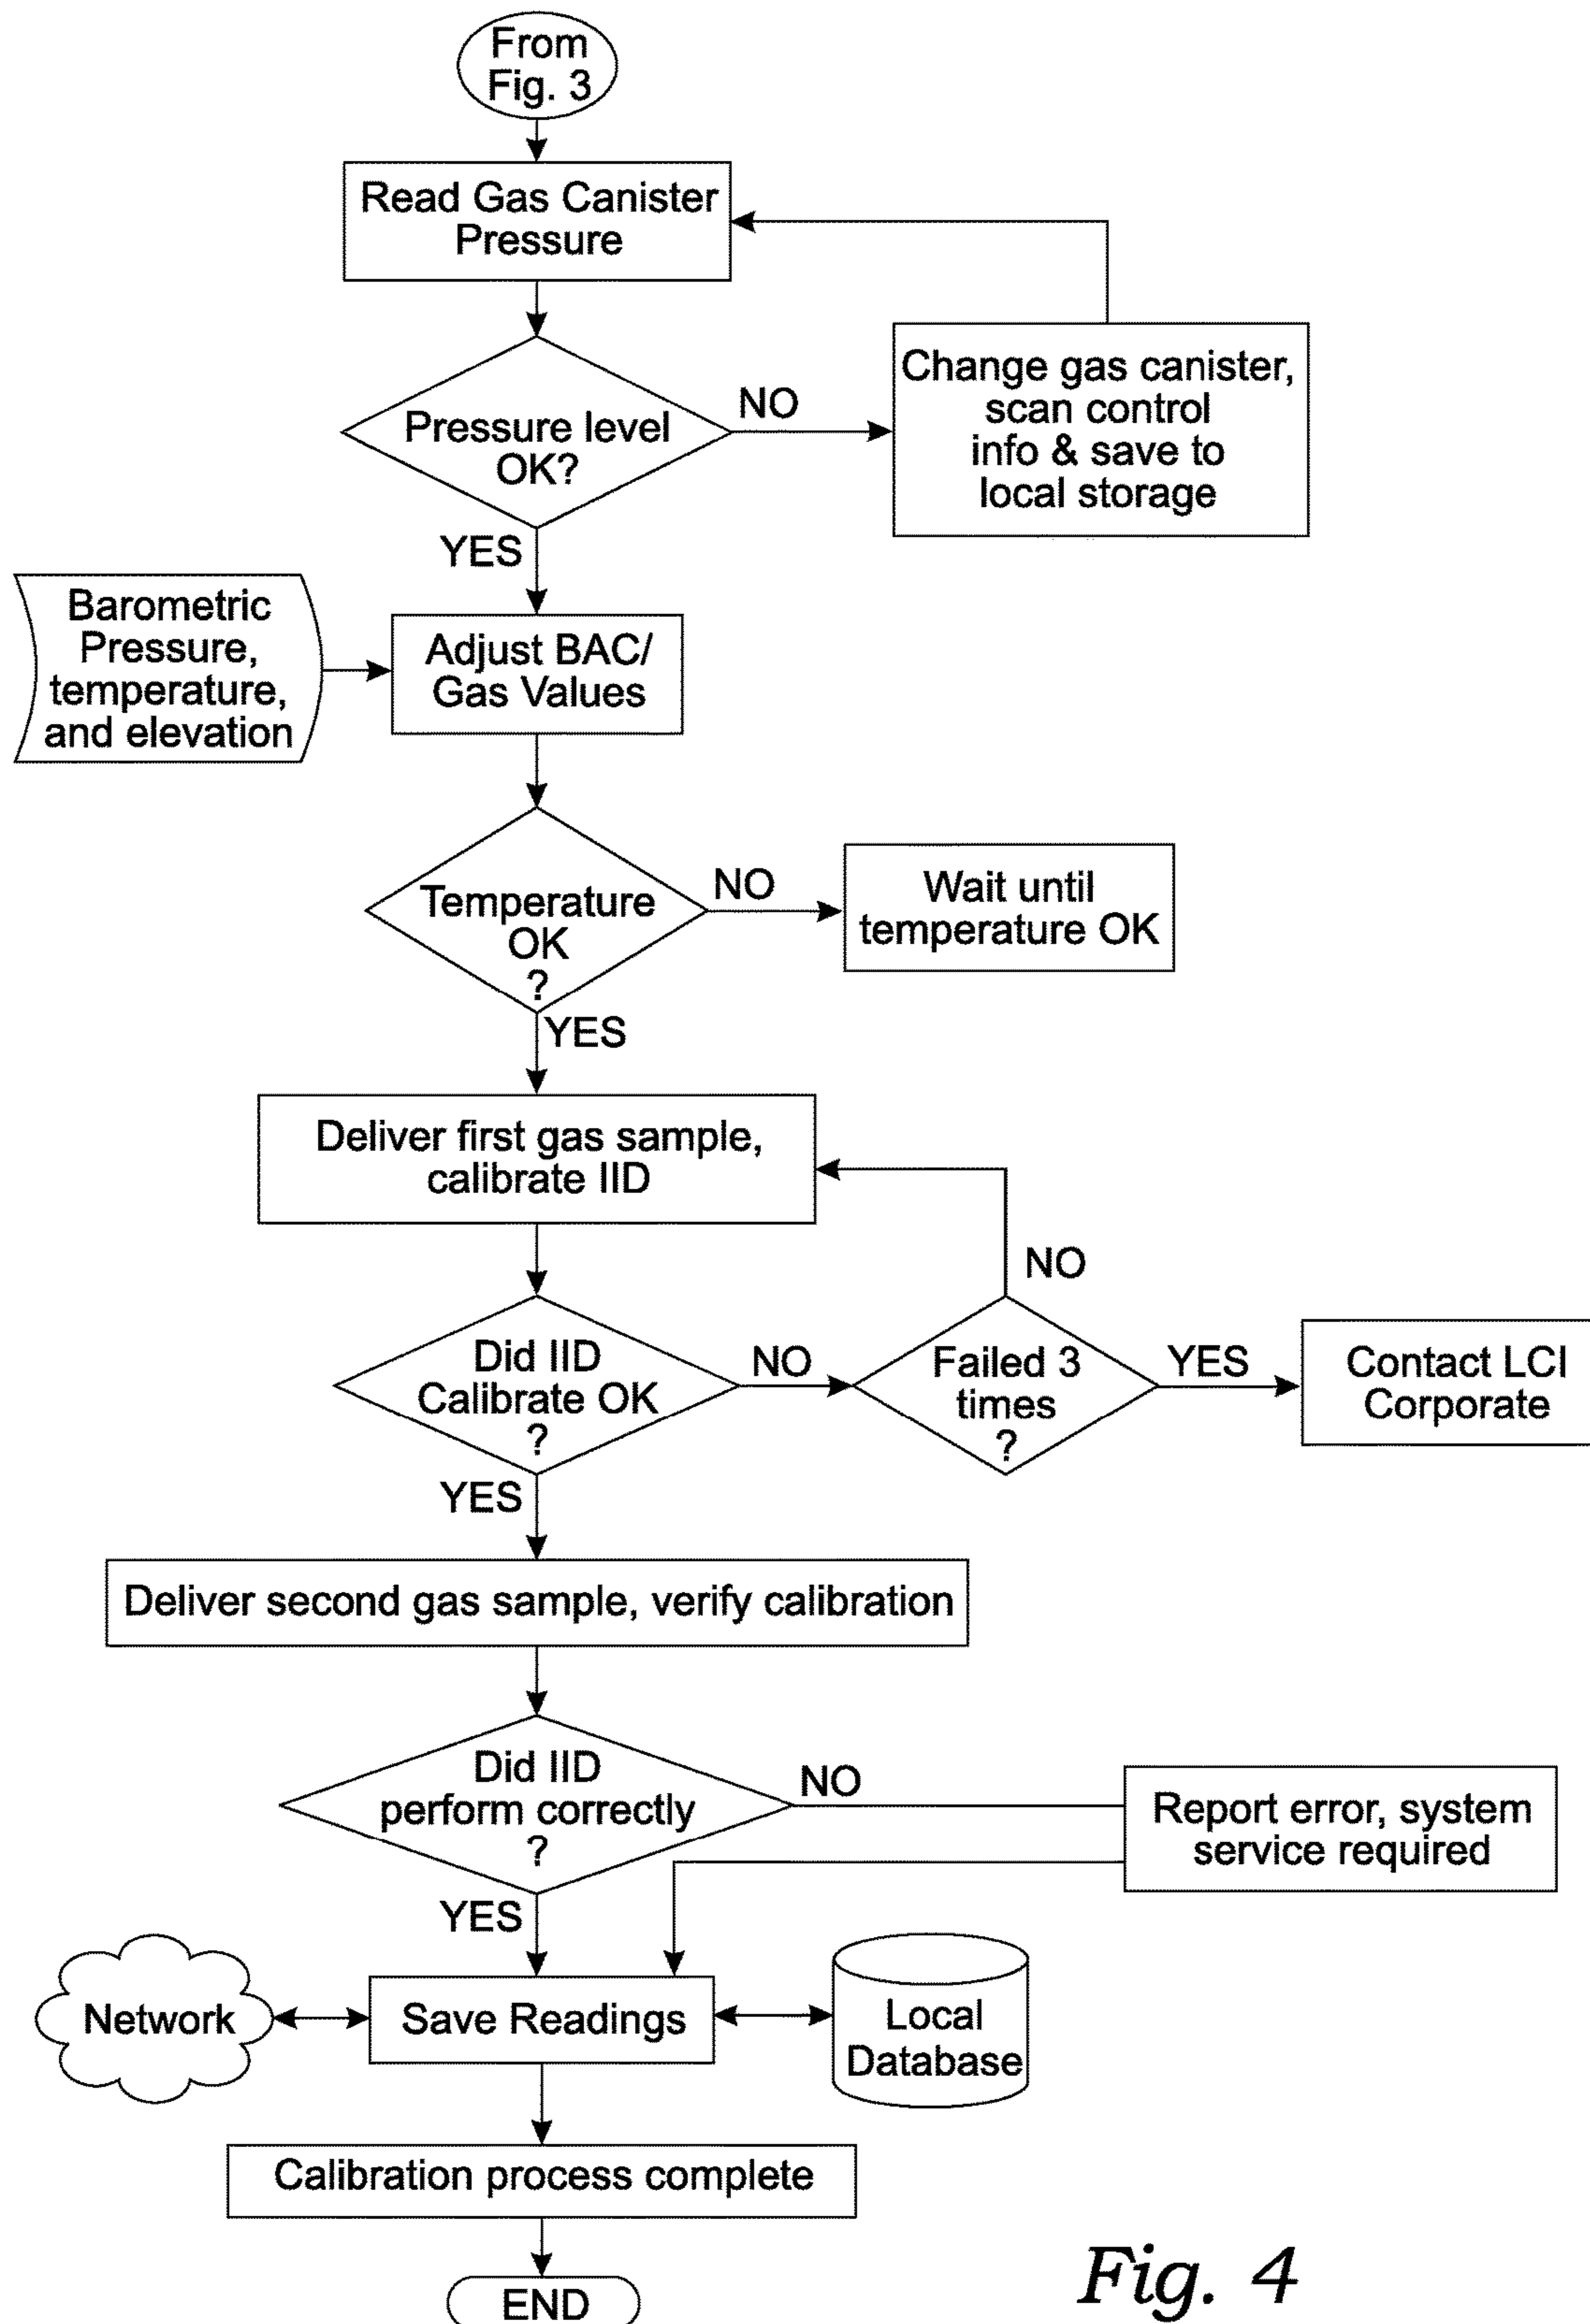 From
Fig. 3
Read Gas Canister
Pressure
Pressure level
OK?
NO
Change gas canister,
scan control
info & save to
local storage
YES
Barometric
Pressure,
temperature,
and elevation
Adjust BAC/
Gas Values
Temperature
OK
?
NO
Wait until
temperature OK
YES
Deliver first gas sample,
calibrate IID
NO
Did IID
Calibrate OK
?
NO
Failed 3
times
?
YES
Contact LCI
Corporate
YES
Deliver second gas sample, verify calibration
Did IID
perform correctly
?
NO
Report error, system
service required
YES
Network
Save Readings
Local
Database
Calibration process complete
END
Fig. 4